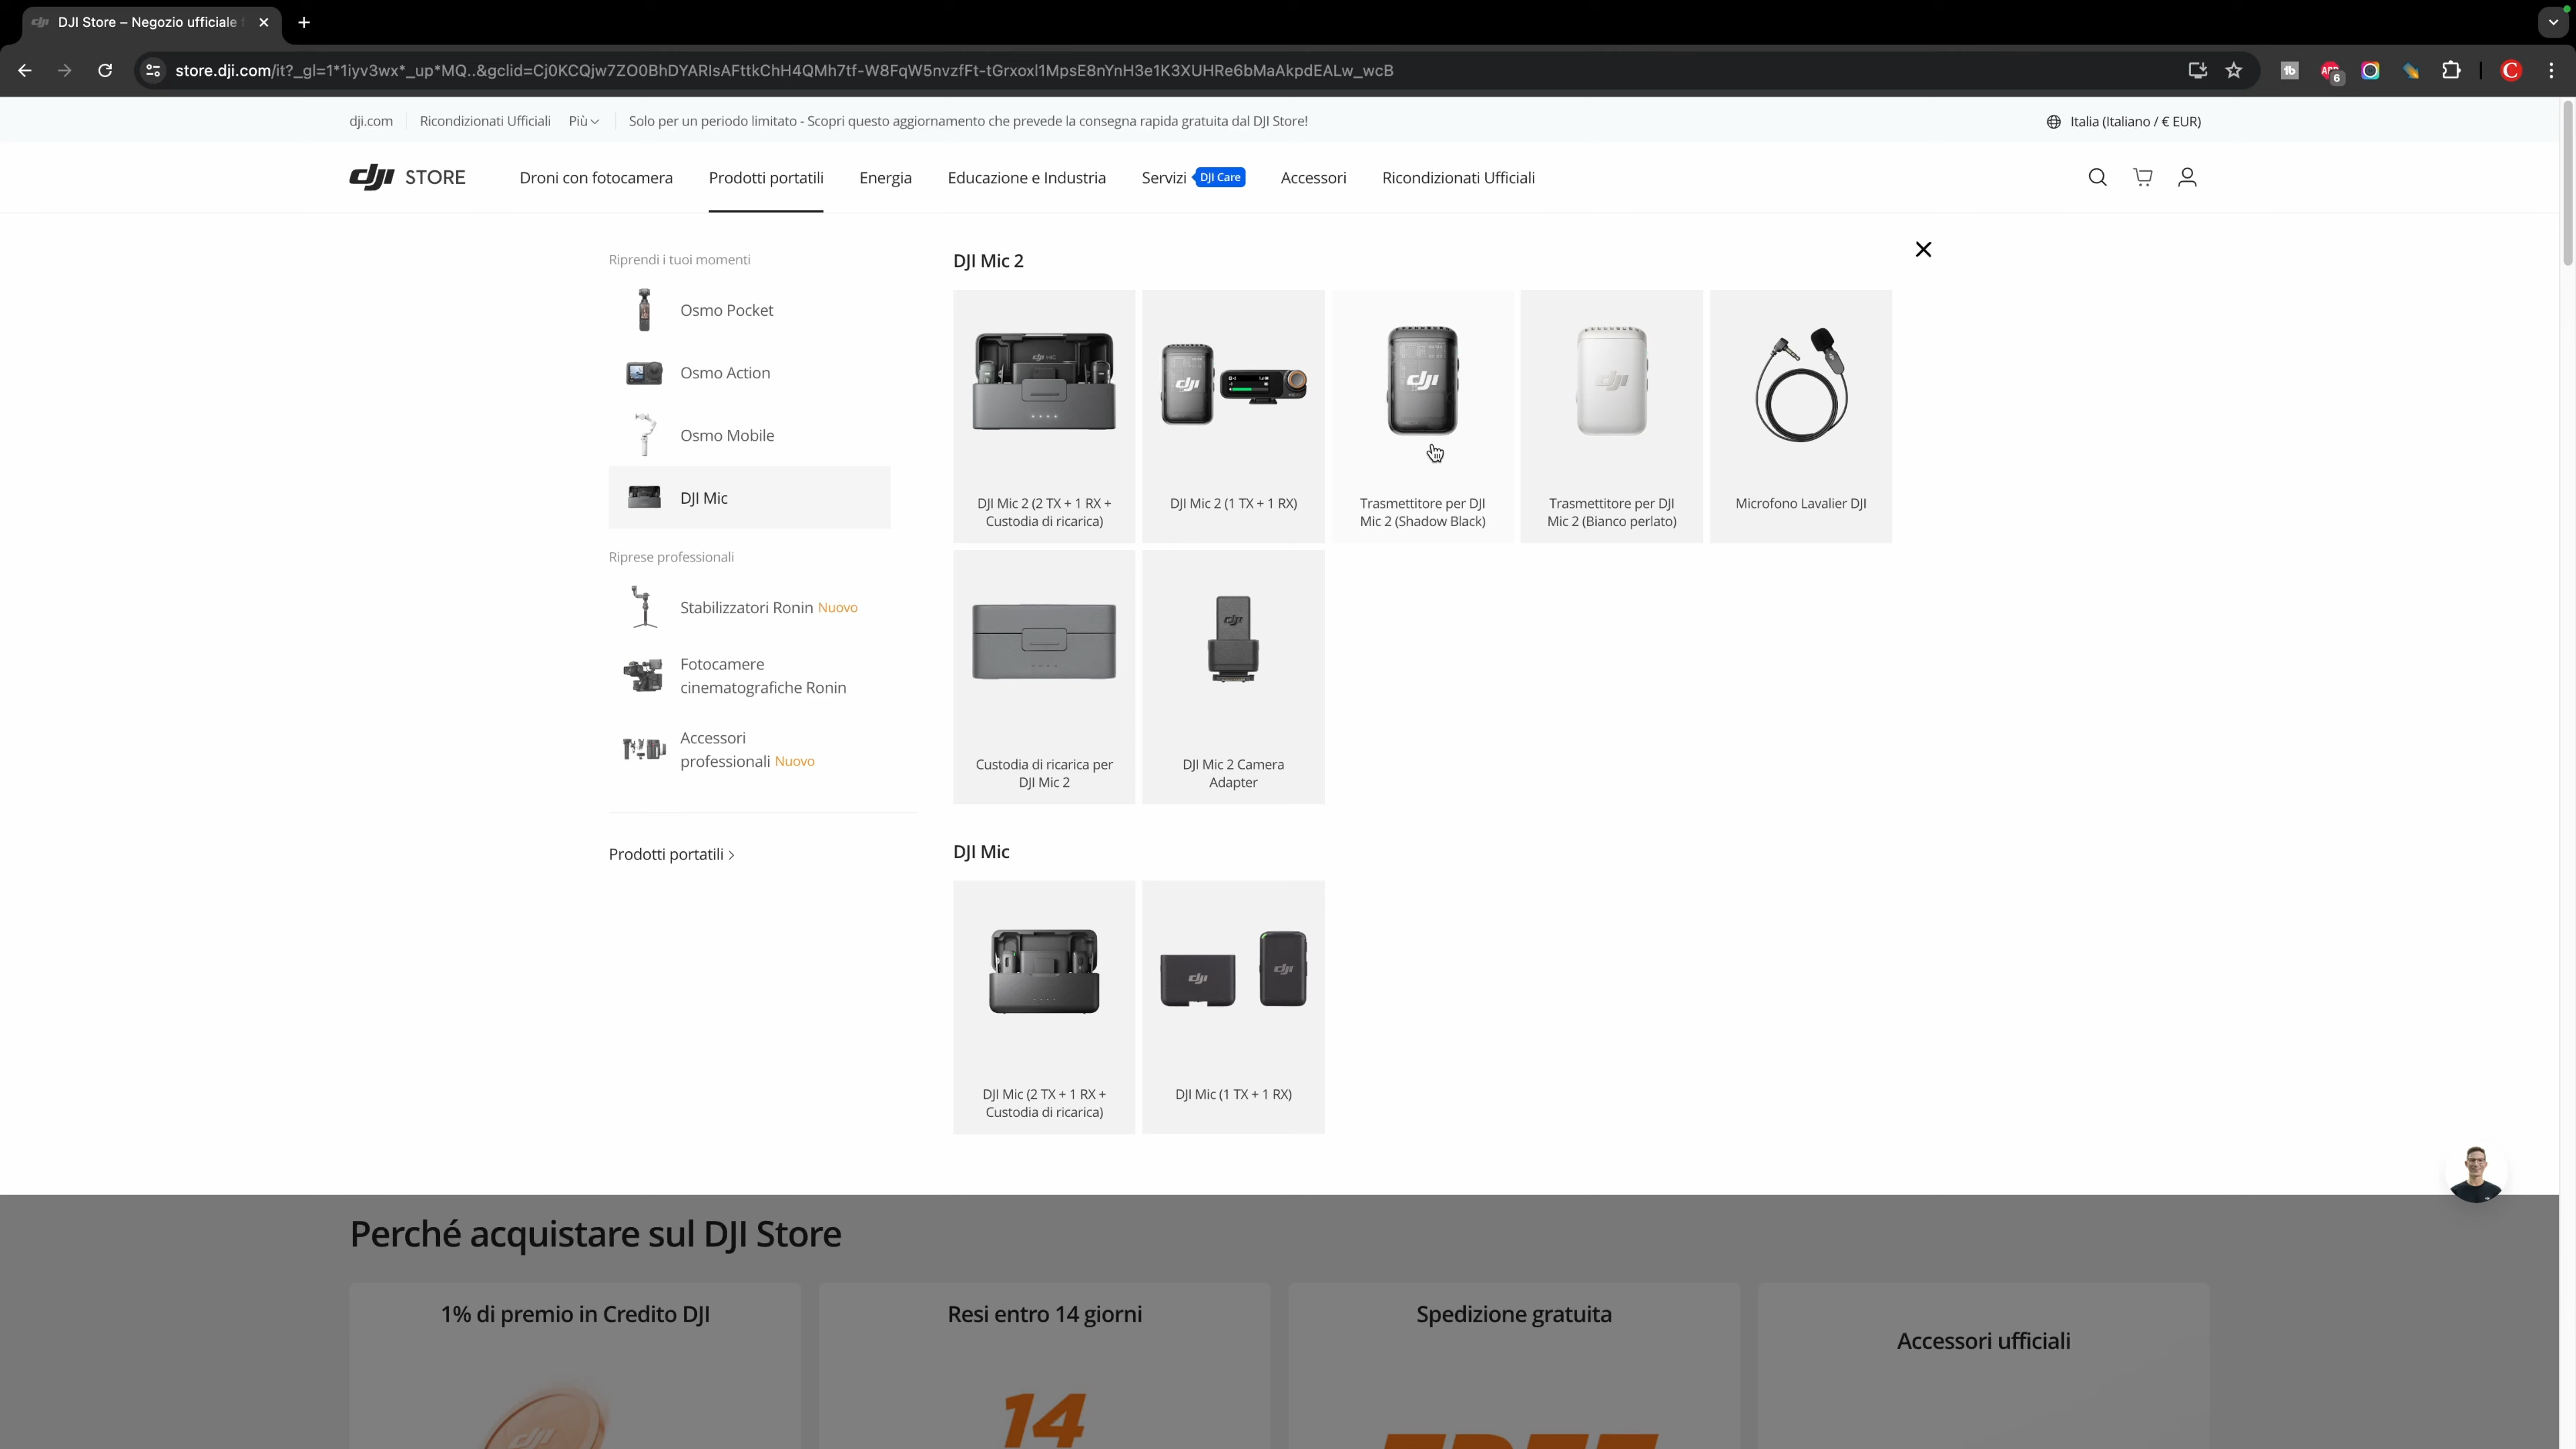 DJI Store – Negozio ufficiale
store.dji.com/it?_gl=1*1iyv3wx*_up*MQ..&gclid=Cj0KCQjw7ZO0BhDYARIsAFttkChH4QMh7tf-W8FqW5nvzfFt-tGrxoxl1MpsE8nYnH3e1K3XUHRe6bMaAkpdEALw_wcB
6
C
dji.com
Ricondizionati Ufficiali
Più
Solo per un periodo limitato - Scopri questo aggiornamento che prevede la consegna rapida gratuita dal DJI Store!
Italia (Italiano / € EUR)
dji STORE
Droni con fotocamera
Prodotti portatili
Energia
Educazione e Industria
Servizi
DJI Care
Accessori
Ricondizionati Ufficiali
Riprendi i tuoi momenti
Osmo Pocket
Osmo Action
Osmo Mobile
DJI Mic
Riprese professionali
Stabilizzatori Ronin Nuovo
Fotocamere
cinematografiche Ronin
Accessori
professionali Nuovo
Prodotti portatili >
DJI Mic 2
DJI Mic 2 (2 TX + 1 RX +
Custodia di ricarica)
DJI Mic 2 (1 TX + 1 RX)
Trasmettitore per DJI
Mic 2 (Shadow Black)
Trasmettitore per DJI
Mic 2 (Bianco perlato)
Microfono Lavalier DJI
Custodia di ricarica per
DJI Mic 2
DJI Mic 2 Camera
Adapter
DJI Mic
DJI Mic (2 TX + 1 RX +
Custodia di ricarica)
DJI Mic (1 TX + 1 RX)
Perché acquistare sul DJI Store
1% di premio in Credito DJI
Resi entro 14 giorni
14
Spedizione gratuita
FREE
Accessori ufficiali